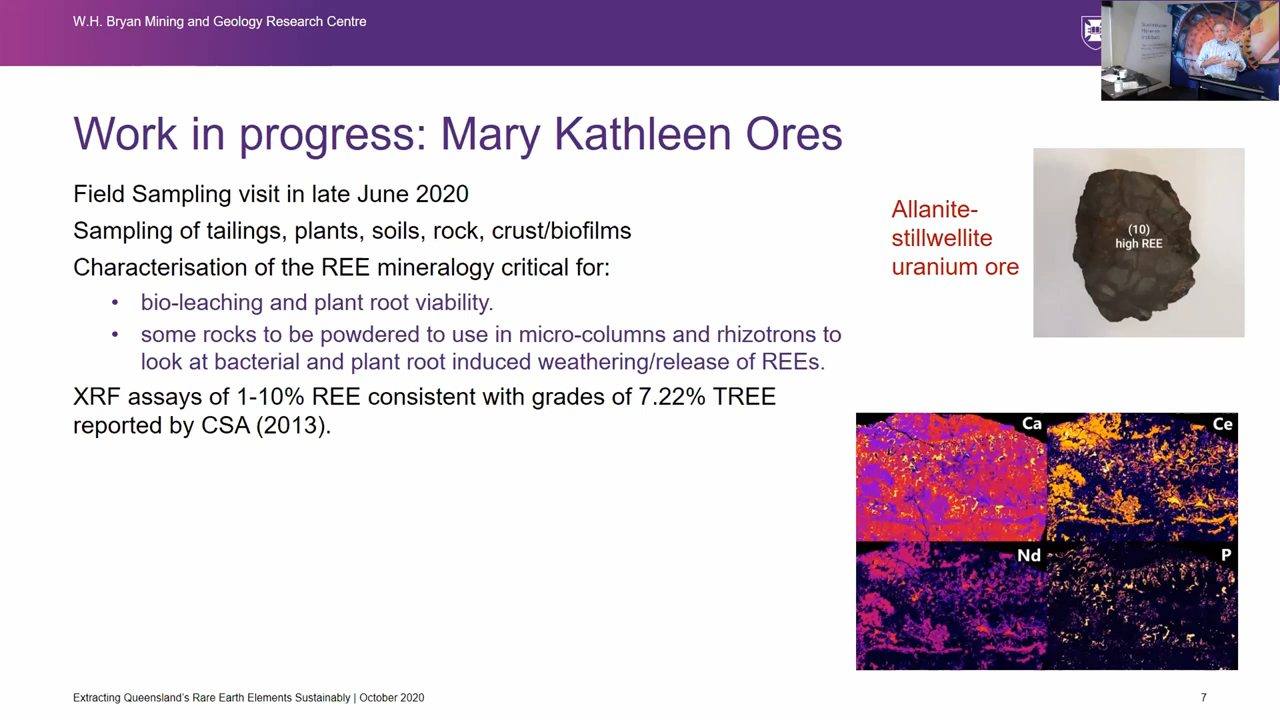 W.H. Bryan Mining and Geology Research Centre
Work in progress: Mary Kathleen Ores
Field Sampling visit in late June 2020
Sampling of tailings, plants, soils, rock, crust/biofilms
Characterisation of the REE mineralogy critical for:
• bio-leaching and plant root viability.
• some rocks to be powdered to use in micro-columns and rhizotrons to
look at bacterial and plant root induced weathering/release of REEs.
XRF assays of 1-10% REE consistent with grades of 7.22% TREE
reported by CSA (2013).
Allanite-
stillwellite
uranium ore
(10)
high REE
Ca
Ce
Nd
P
Extracting Queensland's Rare Earth Elements Sustainably | October 2020
7